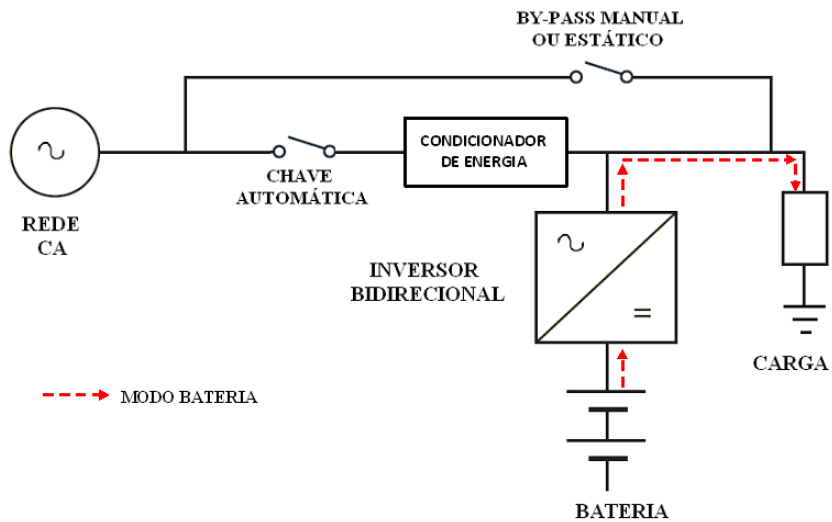 BY-PASS MANUAL
OU ESTÁTICO
CONDICIONADOR
DE ENERGIA
CHAVE
AUTOMÁTICA
REDE
CA
INVERSOR
BIDIRECIONAL
CARGA
MODO BATERIA
BATERIA